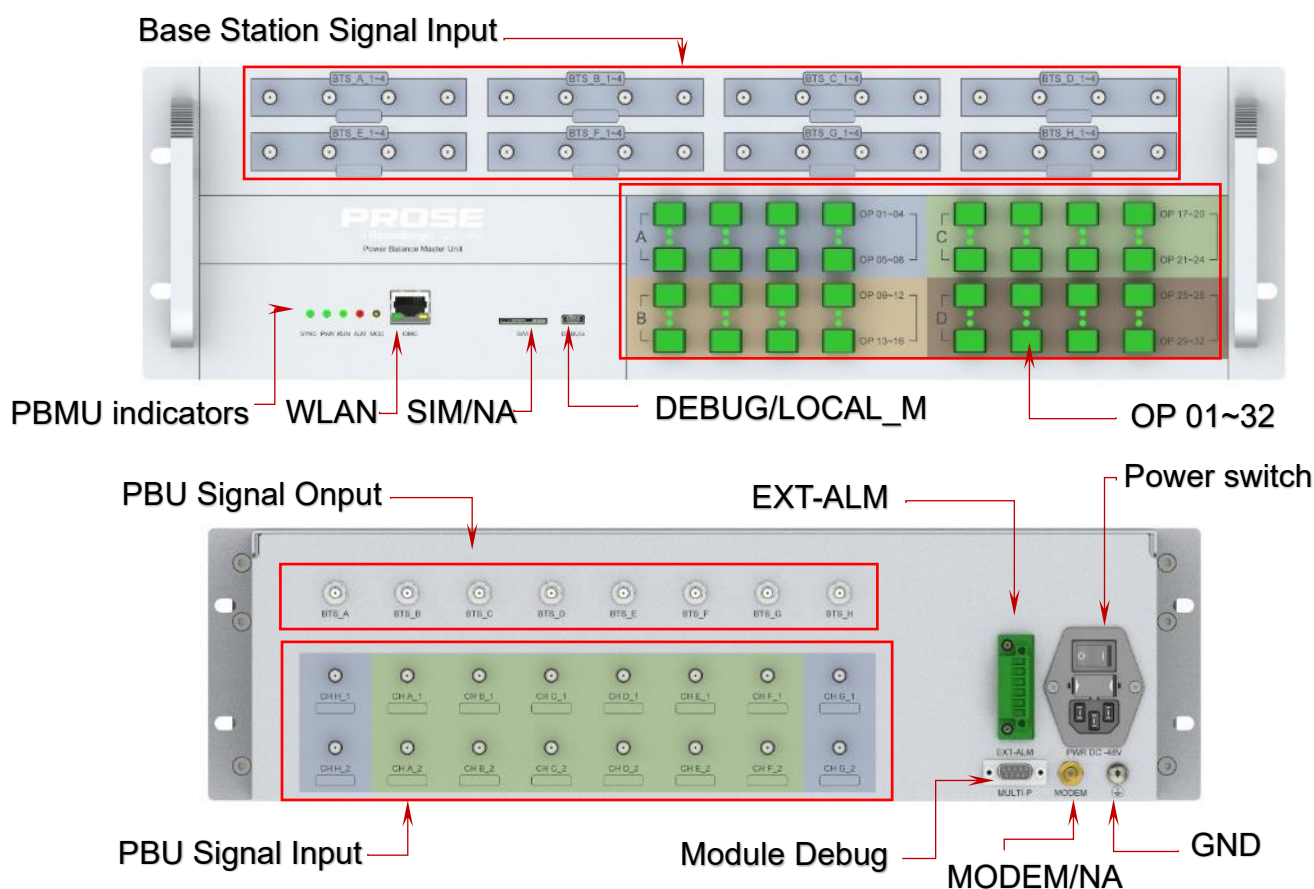 Base Station Signal Input
BTS_A_1~4
BTS_B_1~4
BTS_C_1~4
BTS_D_1~4
BTS_E_1~4
BTS_F_1~4
BTS_G_1~4
BTS_H_1~4
PROSE
Power Balance Master Unit
A
OP 01~04
OP 05~08
C
OP 17~20
OP 21~24
B
OP 09~12
OP 13~16
D
OP 25~28
OP 29~32
SYNC PWR RUN ALM MOD
OMC
SIM
DEBUG
PBMU indicators
WLAN
SIM/NA
DEBUG/LOCAL_M
OP 01~32
PBU Signal Onput
EXT-ALM
Power switch
BTS_A
BTS_B
BTS_C
BTS_D
BTS_E
BTS_F
BTS_G
BTS_H
CH H_1
CH A_1
CH B_1
CH C_1
CH D_1
CH E_1
CH F_1
CH G_1
CH H_2
CH A_2
CH B_2
CH C_2
CH D_2
CH E_2
CH F_2
CH G_2
EXT-ALM
PWR DC -48V
MULTI-P
MODEM
PBU Signal Input
Module Debug
MODEM/NA
GND